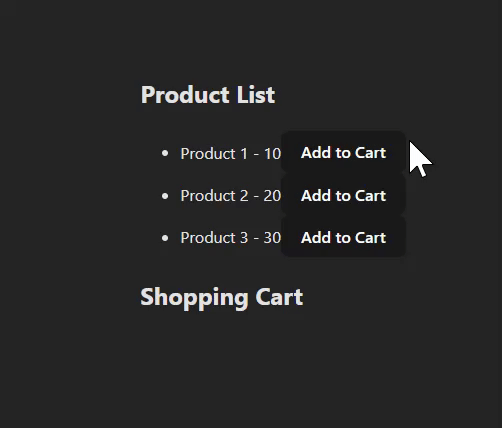 Product List
Product 1 - 10 Add to Cart
Product 2 - 20 Add to Cart
Product 3 - 30 Add to Cart
Shopping Cart